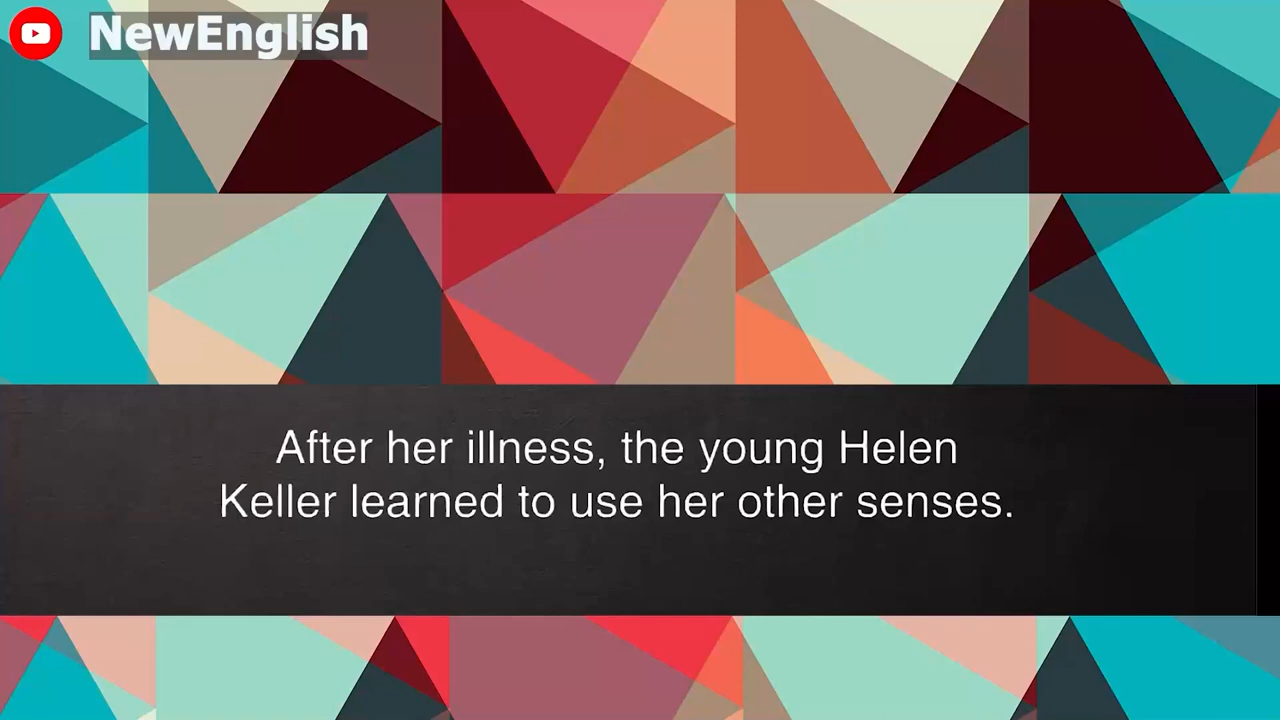 NewEnglish
After her illness, the young Helen
Keller learned to use her other senses.